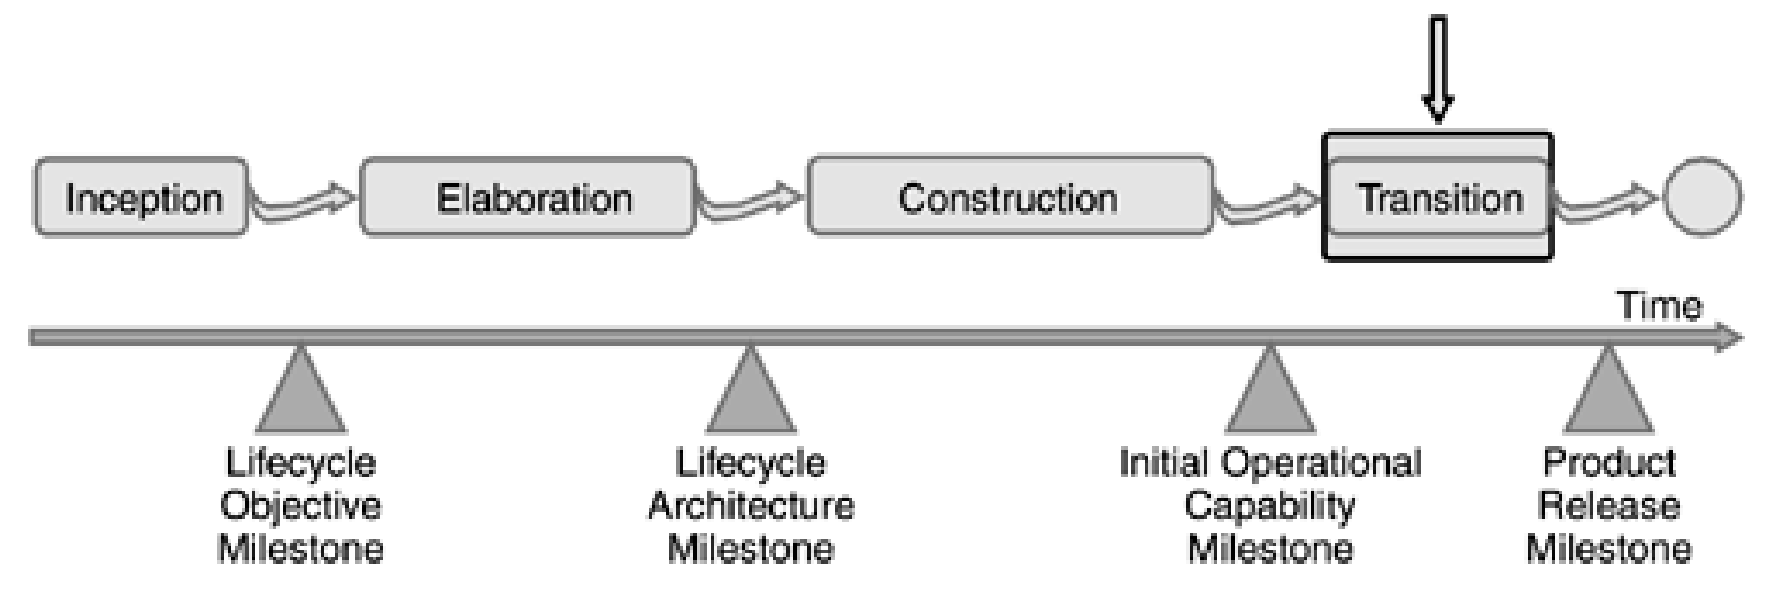 Inception
Elaboration
Construction
Transition
Time
Lifecycle
Objective
Milestone
Lifecycle
Architecture
Milestone
Initial Operational
Capability
Milestone
Product
Release
Milestone